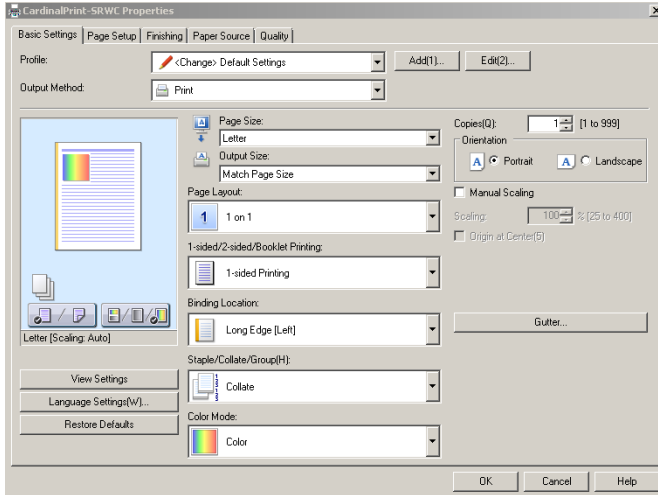 CardinalPrint-SRWC Properties
Basic Settings Page Setup Finishing Paper Source Quality
Profile:
<Change> Default Settings
Add(1)...
Edit(2)...
Output Method:
Print
Letter [Scaling: Auto]
View Settings
Language Settings(W)...
Restore Defaults
Page Size:
Letter
Output Size:
Match Page Size
Page Layout:
1 1 on 1
1-sided/2-sided/Booklet Printing:
1-sided Printing
Binding Location:
Long Edge [Left]
Staple/Collate/Group(H):
Collate
Color Mode:
Color
Copies(Q): 1 [1 to 999]
Orientation
A Portrait A Landscape
Manual Scaling
Scaling: 100 % [25 to 400]
Origin at Center(5)
Gutter...
OK Cancel Help